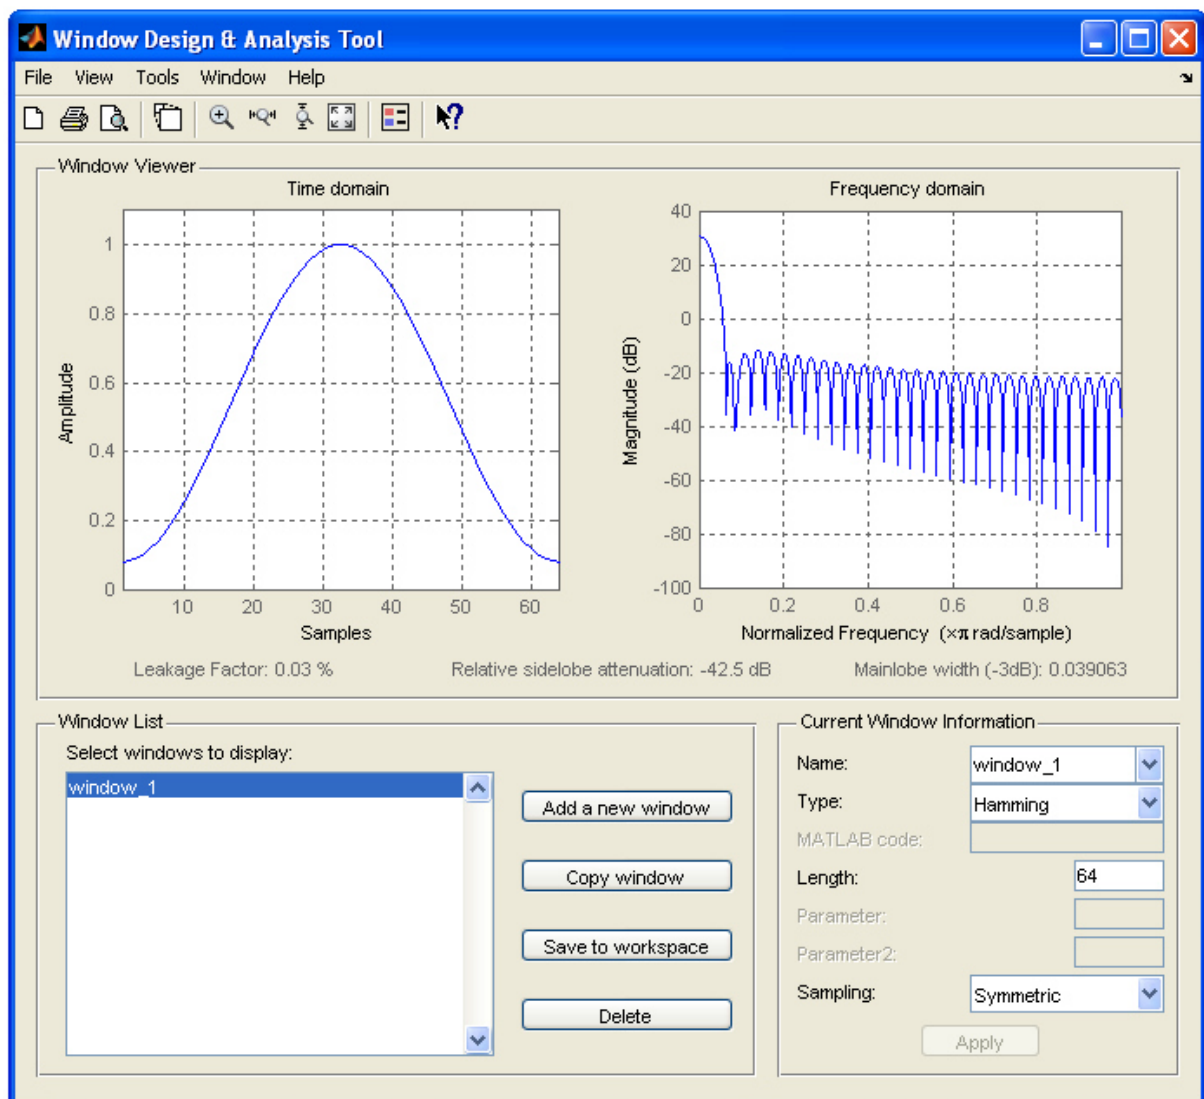 Window Design & Analysis Tool
File View Tools Window Help
Window Viewer
Time domain
Amplitude
1
0.8
0.6
0.4
0.2
0
10 20 30 40 50 60
Samples
Frequency domain
Magnitude (dB)
40
20
0
-20
-40
-60
-80
-100
0 0.2 0.4 0.6 0.8
Normalized Frequency (×π rad/sample)
Leakage Factor: 0.03 % Relative sidelobe attenuation: -42.5 dB Mainlobe width (-3dB): 0.039063
Window List
Select windows to display:
window_1
Add a new window
Copy window
Save to workspace
Delete
Current Window Information
Name: window_1
Type: Hamming
MATLAB code:
Length: 64
Parameter:
Parameter2:
Sampling: Symmetric
Apply